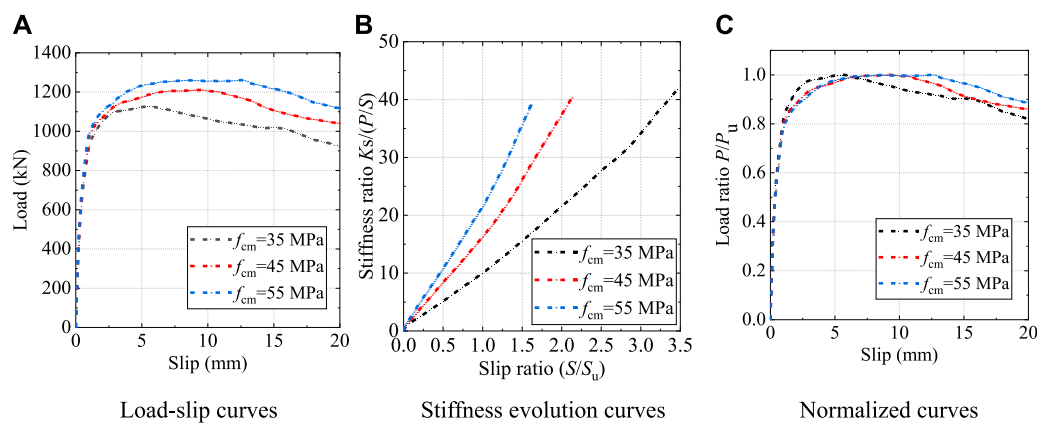 A
1400
1200
1000
800
600
400
200
0
Load (kN)
0 5 10 15 20
Slip (mm)
fcm=35 MPa
fcm=45 MPa
fcm=55 MPa
Load-slip curves
B
50
40
30
20
10
0
Stiffness ratio Ks/(P/S)
0.0 0.5 1.0 1.5 2.0 2.5 3.0 3.5
Slip ratio (S/Su)
fcm=35 MPa
fcm=45 MPa
fcm=55 MPa
Stiffness evolution curves
C
1.0
0.8
0.6
0.4
0.2
0.0
Load ratio P/Pu
0 5 10 15 20
Slip (mm)
fcm=35 MPa
fcm=45 MPa
fcm=55 MPa
Normalized curves